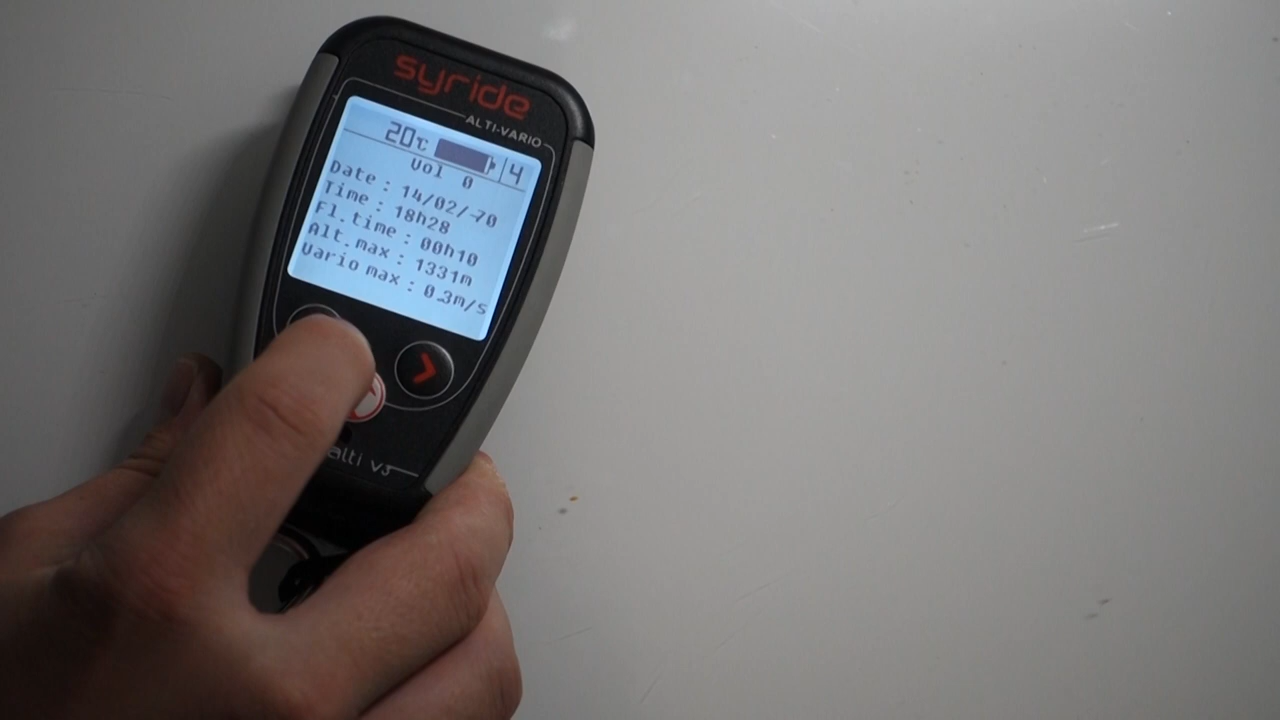 syride
ALTI-VARIO
20°C 4
Vol 0
Date : 14/02/-70
Time : 18h28
Fl.time : 00h10
Alt.max : 1331m
Vario max : 0.3m/s
alti v3